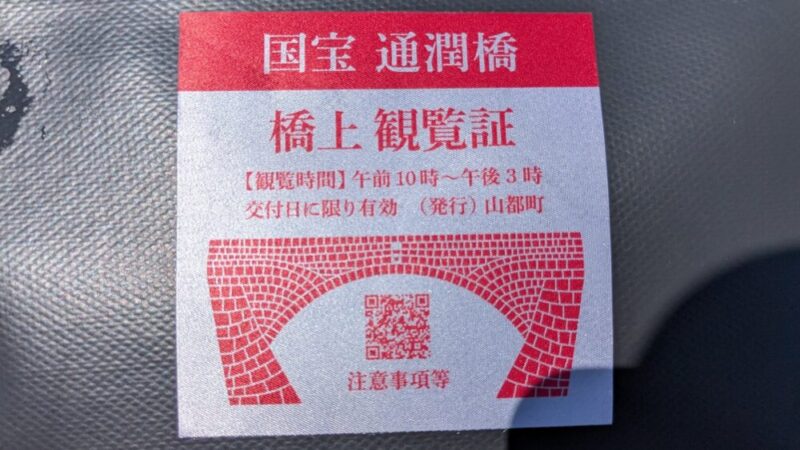 国宝 通潤橋
橋上 観覧証
【観覧時間】午前10時～午後3時
交付日に限り有効 （発行）山都町
注意事項等